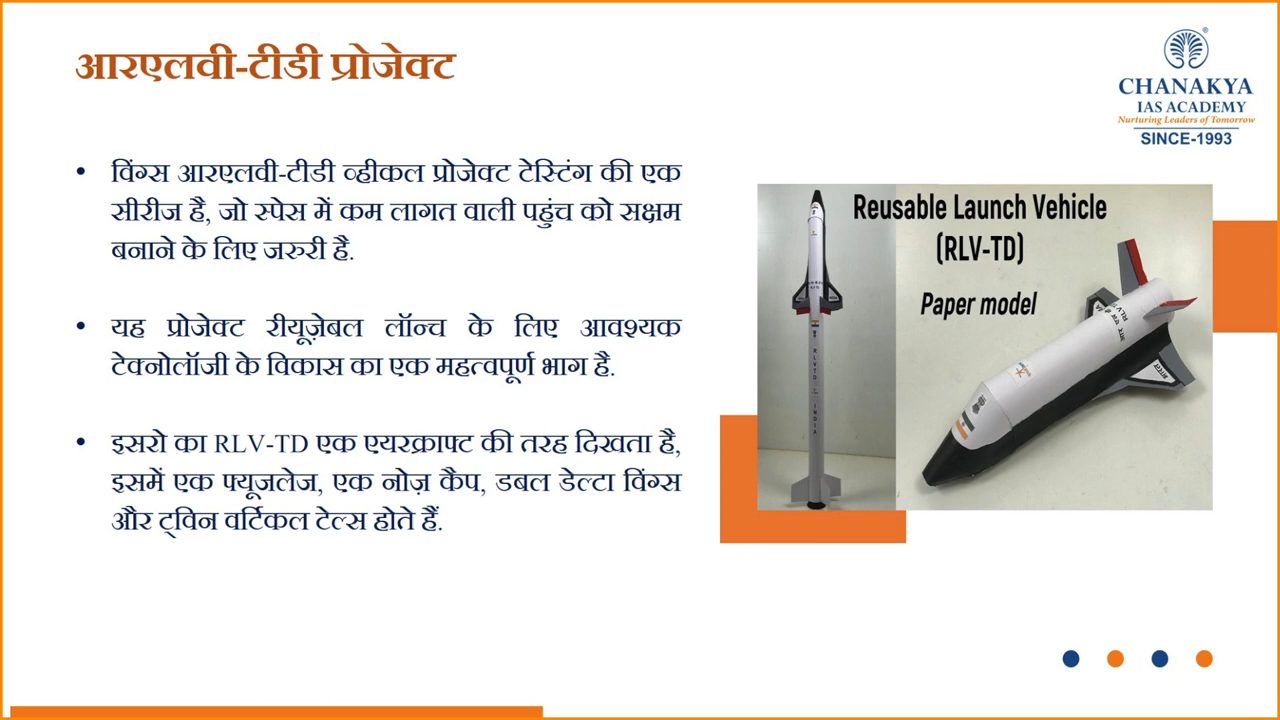 आरएलवी-टीडी प्रोजेक्ट
CHANAKYA
IAS ACADEMY
Nurturing Leaders of Tomorrow
SINCE-1993
• विंग्स आरएलवी-टीडी व्हीकल प्रोजेक्ट टेस्टिंग की एक
सीरीज है, जो स्पेस में कम लागत वाली पहुंच को सक्षम
बनाने के लिए जरुरी है.
• यह प्रोजेक्ट रीयूज़ेबल लॉन्च के लिए आवश्यक
टेक्नोलॉजी के विकास का एक महत्वपूर्ण भाग है.
• इसरो का RLV-TD एक एयरक्राफ्ट की तरह दिखता है,
इसमें एक फ्यूजलेज, एक नोज़ कैप, डबल डेल्टा विंग्स
और ट्विन वर्टिकल टेल्स होते हैं.
Reusable Launch Vehicle
(RLV-TD)
Paper model
RLVTD
INDIA